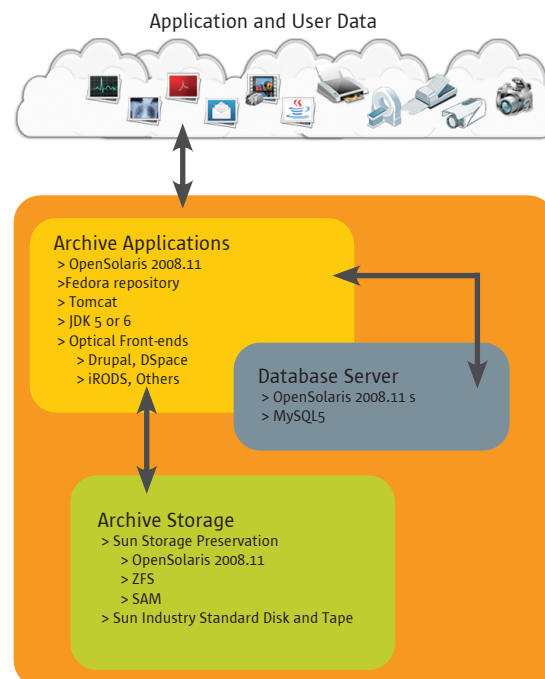 Application and User Data
Archive Applications
> OpenSolaris 2008.11
>Fedora repository
> Tomcat
> JDK 5 or 6
> Optical Front-ends
> Drupal, DSpace
> iRODS, Others
Database Server
> OpenSolaris 2008.11 s
> MySQL5
Archive Storage
> Sun Storage Preservation
> OpenSolaris 2008.11
> ZFS
> SAM
> Sun Industry Standard Disk and Tape